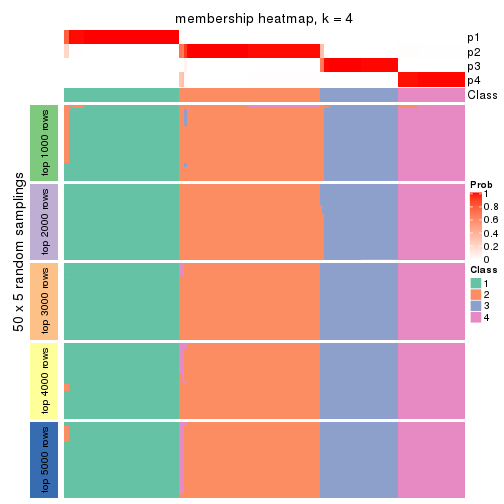 membership heatmap, k = 4
p1
p2
p3
p4
Class
50 x 5 random samplings
top 1000 rows
top 2000 rows
top 3000 rows
top 4000 rows
top 5000 rows
Prob
1
0.8
0.6
0.4
0.2
0
Class
1
2
3
4